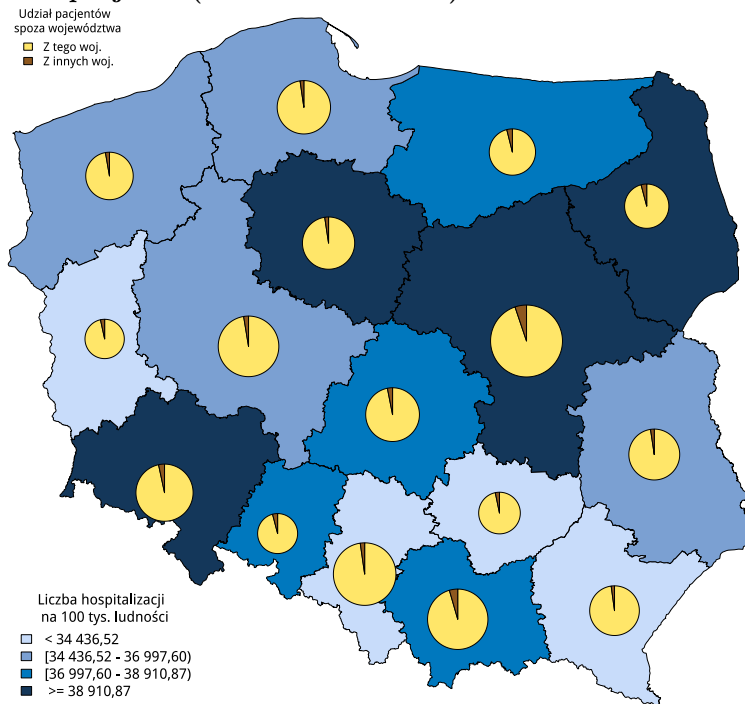 Udział pacjentów
spoza województwa
Z tego woj.
Z innych woj.
Liczba hospitalizacji
na 100 tys. ludności
< 34 436,52
[34 436,52 - 36 997,60)
[36 997,60 - 38 910,87)
>= 38 910,87